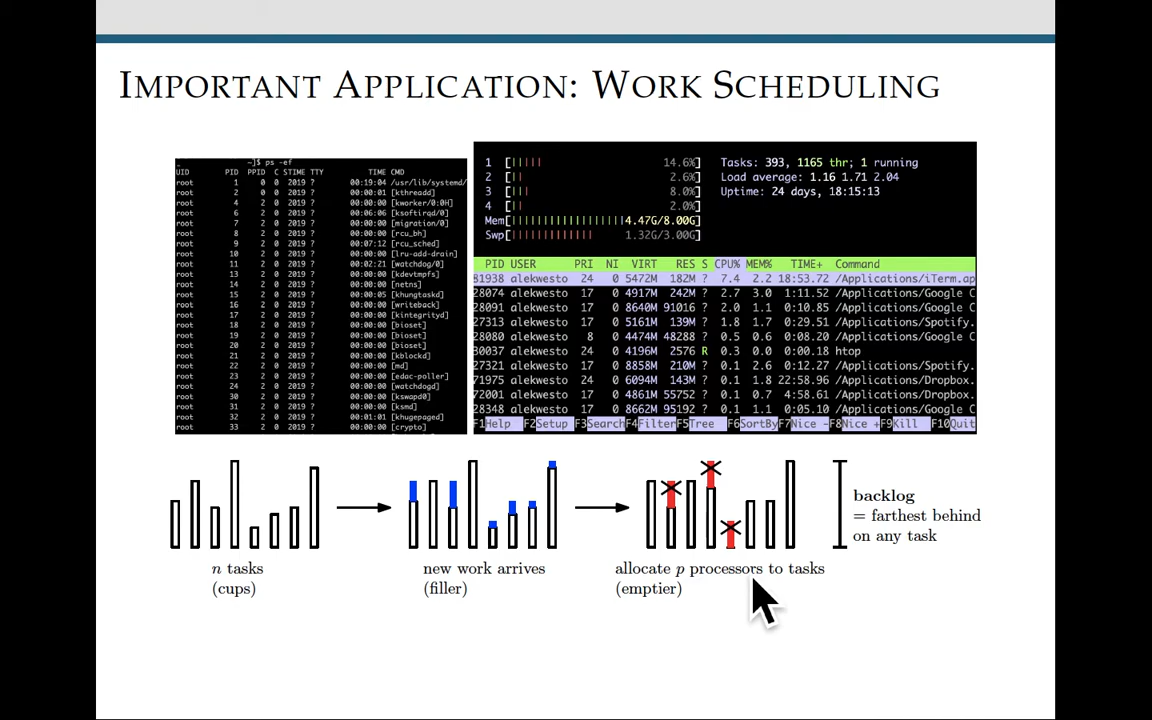 IMPORTANT APPLICATION: WORK SCHEDULING
~]$ ps -ef
UID PID PPID C STIME TTY TIME CMD
root 1 0 0 2019 ? 00:19:04 /usr/lib/systemd/
root 2 0 0 2019 ? 00:00:01 [kthreadd]
root 4 2 0 2019 ? 00:00:00 [kworker/0:0H]
root 6 2 0 2019 ? 00:06:06 [ksoftirqd/0]
root 7 2 0 2019 ? 00:00:00 [migration/0]
root 8 2 0 2019 ? 00:00:00 [rcu_bh]
root 9 2 0 2019 ? 00:07:12 [rcu_sched]
root 10 2 0 2019 ? 00:00:00 [lru-add-drain]
root 11 2 0 2019 ? 00:02:21 [watchdog/0]
root 13 2 0 2019 ? 00:00:00 [kdevtmpfs]
root 14 2 0 2019 ? 00:00:00 [netns]
root 15 2 0 2019 ? 00:00:05 [khungtaskd]
root 16 2 0 2019 ? 00:00:00 [writeback]
root 17 2 0 2019 ? 00:00:00 [kintegrityd]
root 18 2 0 2019 ? 00:00:00 [bioset]
root 19 2 0 2019 ? 00:00:00 [bioset]
root 20 2 0 2019 ? 00:00:00 [bioset]
root 21 2 0 2019 ? 00:00:00 [kblockd]
root 22 2 0 2019 ? 00:00:00 [md]
root 23 2 0 2019 ? 00:00:00 [edac-poller]
root 24 2 0 2019 ? 00:00:00 [watchdogd]
root 30 2 0 2019 ? 00:00:00 [kswapd0]
root 31 2 0 2019 ? 00:00:00 [ksmd]
root 32 2 0 2019 ? 00:01:01 [khugepaged]
root 33 2 0 2019 ? 00:00:00 [crypto]
1 [||||| 14.6%] Tasks: 393, 1165 thr; 1 running
2 [|| 2.6%] Load average: 1.16 1.71 2.04
3 [||| 8.0%] Uptime: 24 days, 18:15:13
4 [|| 2.0%]
Mem[||||||||||||||||||||4.47G/8.00G]
Swp[|||||||||||||| 1.32G/3.00G]
PID USER PRI NI VIRT RES S CPU% MEM% TIME+ Command
81938 alekwesto 24 0 5472M 182M ? 7.4 2.2 18:53.72 /Applications/iTerm.ap
28074 alekwesto 17 0 4917M 242M ? 2.7 3.0 1:11.52 /Applications/Google C
28091 alekwesto 17 0 8640M 91016 ? 2.0 1.1 0:10.85 /Applications/Google C
27313 alekwesto 17 0 5161M 139M ? 1.8 1.7 0:29.51 /Applications/Spotify.
28080 alekwesto 8 0 4474M 48288 ? 0.5 0.6 0:08.20 /Applications/Google C
30037 alekwesto 24 0 4196M 2576 R 0.3 0.0 0:00.18 htop
27321 alekwesto 17 0 8858M 210M ? 0.1 2.6 0:12.27 /Applications/Spotify.
71975 alekwesto 24 0 6094M 143M ? 0.1 1.8 22:58.96 /Applications/Dropbox.
28410 alekwesto 17 0 4861M 55752 ? 0.1 0.7 4:58.61 /Applications/Dropbox.
28348 alekwesto 17 0 8662M 95192 ? 0.1 1.1 0:05.10 /Applications/Google C
F1Help F2Setup F3SearchF4FilterF5Tree F6SortByF7Nice -F8Nice +F9Kill F10Quit
n tasks
(cups)
new work arrives
(filler)
allocate p processors to tasks
(emptier)
backlog
= farthest behind
on any task